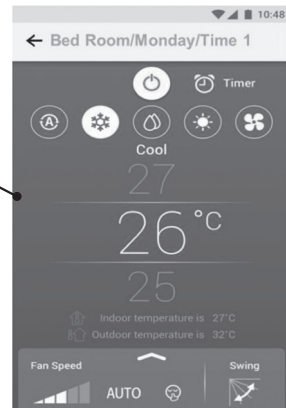 10:48
Bed Room/Monday/Time 1
Timer
A
Cool
27
26°C
25
Indoor temperature is 27°C
Outdoor temperature is 32°C
Fan Speed
Swing
AUTO